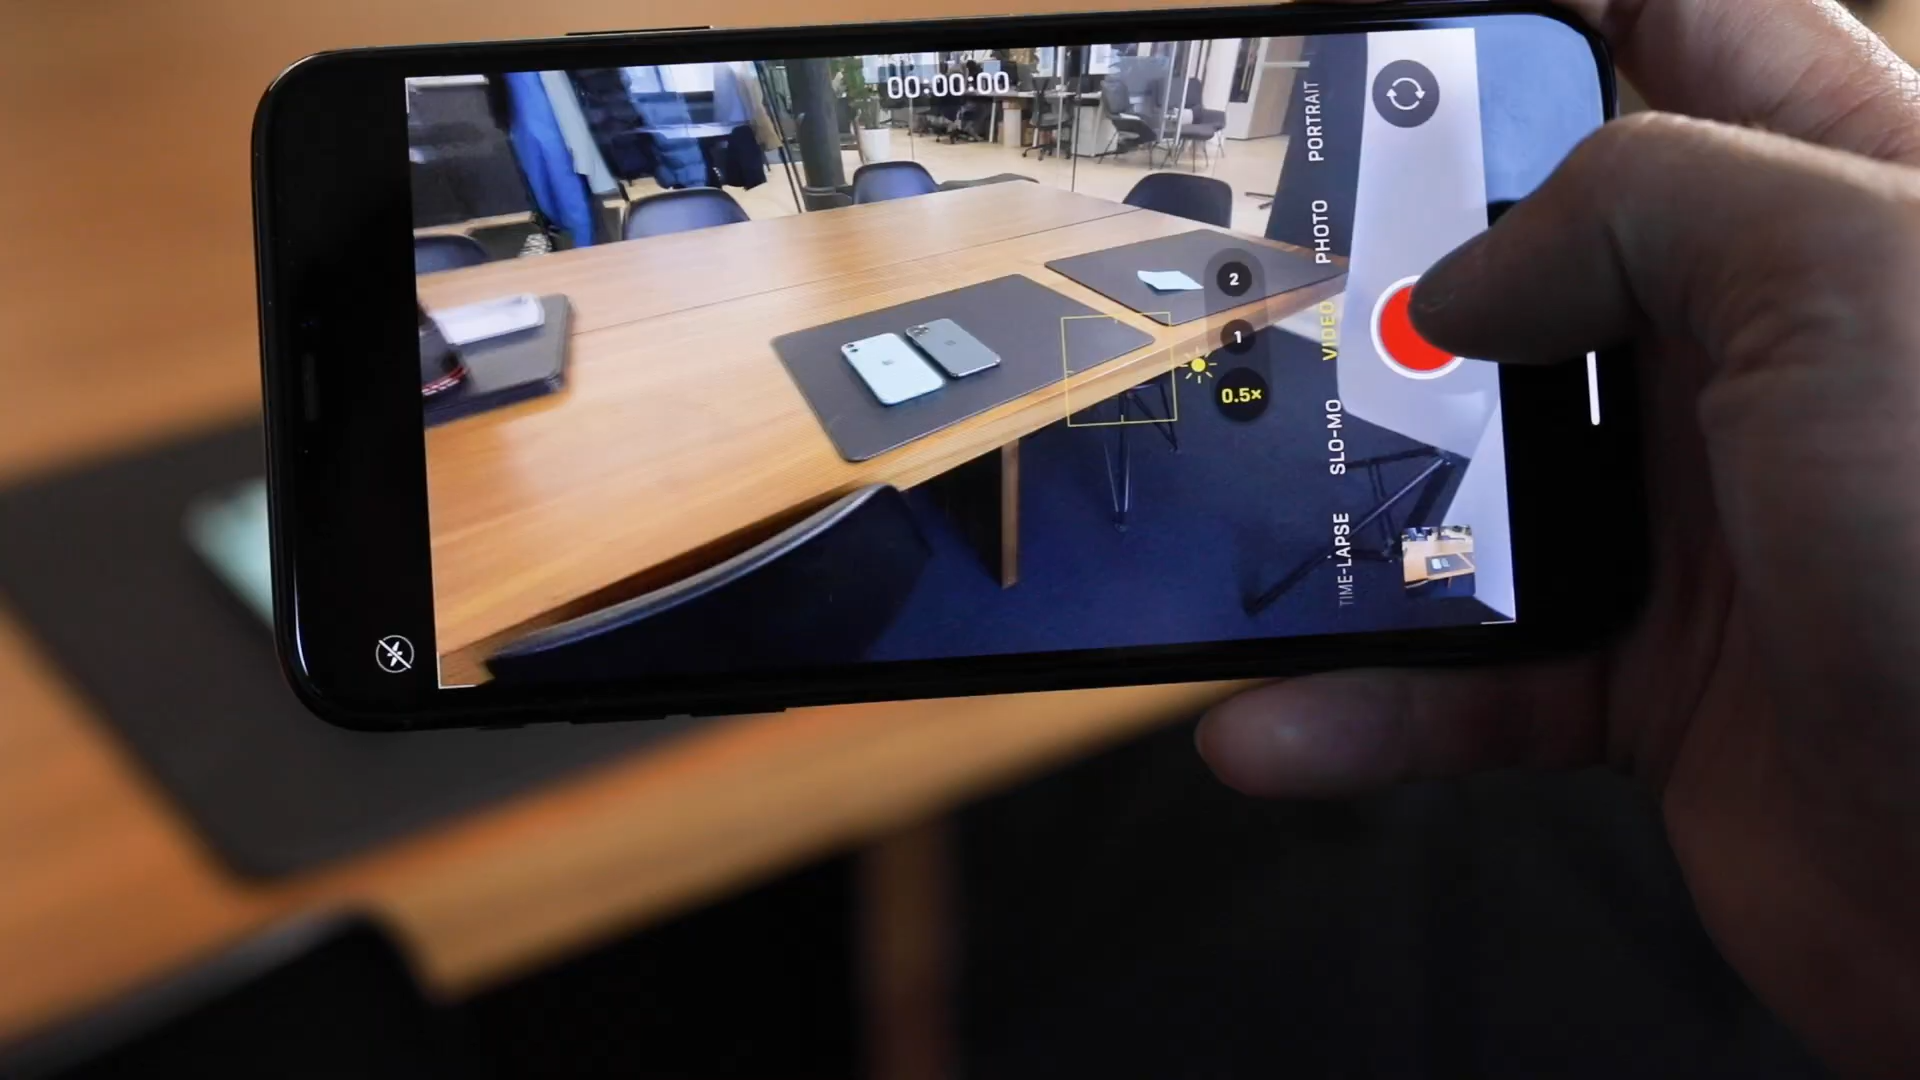 00:00:00
PORTRAIT
PHOTO
VIDEO
SLO-MO
TIME-LAPSE
2
1
0.5×